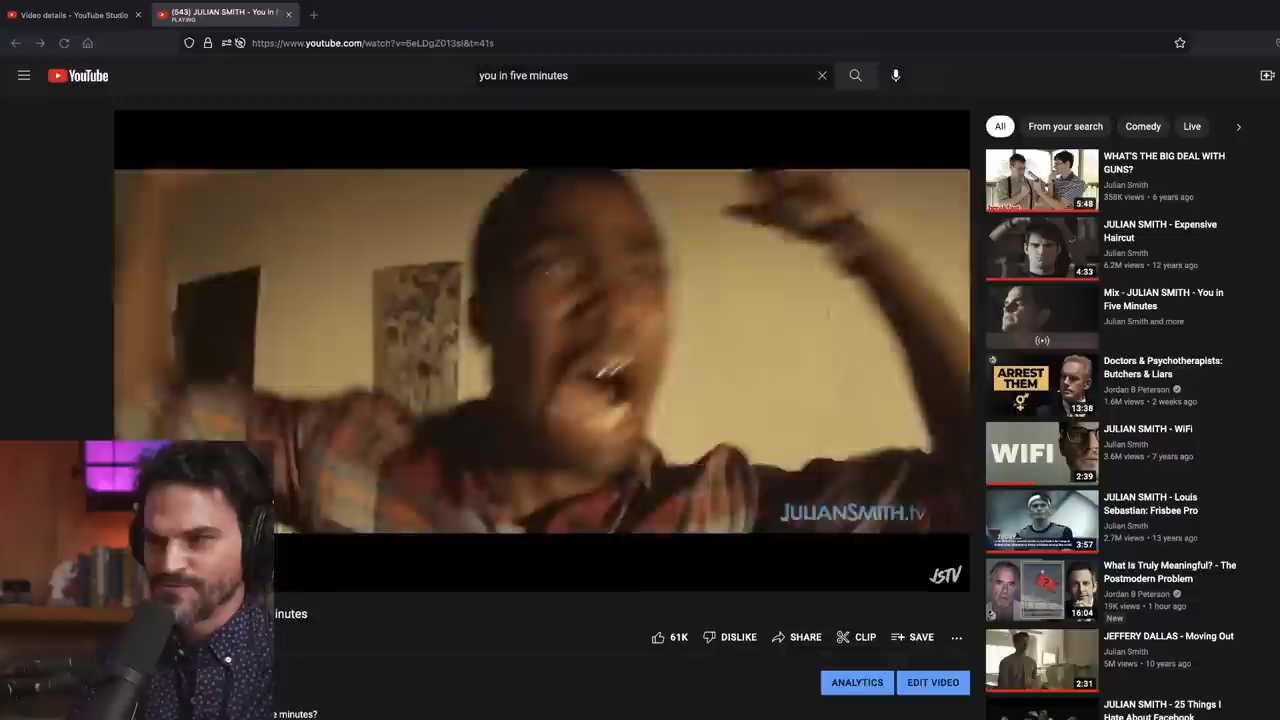 Video details - YouTube Studio
(543) JULIAN SMITH - You in F
PLAYING
https://www.youtube.com/watch?v=6eLDgZ013sI&t=41s
YouTube
you in five minutes
All
From your search
Comedy
Live
WHAT'S THE BIG DEAL WITH
GUNS?
Julian Smith
358K views • 6 years ago
5:48
JULIAN SMITH - Expensive
Haircut
Julian Smith
6.2M views • 12 years ago
4:33
Mix - JULIAN SMITH - You in
Five Minutes
Julian Smith and more
ARREST
THEM
13:38
Doctors & Psychotherapists:
Butchers & Liars
Jordan B Peterson
1.6M views • 2 weeks ago
WIFI
2:39
JULIAN SMITH - WiFi
Julian Smith
3.6M views • 7 years ago
3:57
JULIAN SMITH - Louis
Sebastian: Frisbee Pro
Julian Smith
2.7M views • 13 years ago
16:04
What Is Truly Meaningful? - The
Postmodern Problem
Jordan B Peterson
19K views • 1 hour ago
New
2:31
JEFFERY DALLAS - Moving Out
Julian Smith
5M views • 10 years ago
JULIAN SMITH - 25 Things I
Hate About Facebook
JULIANSMITH.TV
JSTV
inutes
61K
DISLIKE
SHARE
CLIP
SAVE
ANALYTICS
EDIT VIDEO
e minutes?